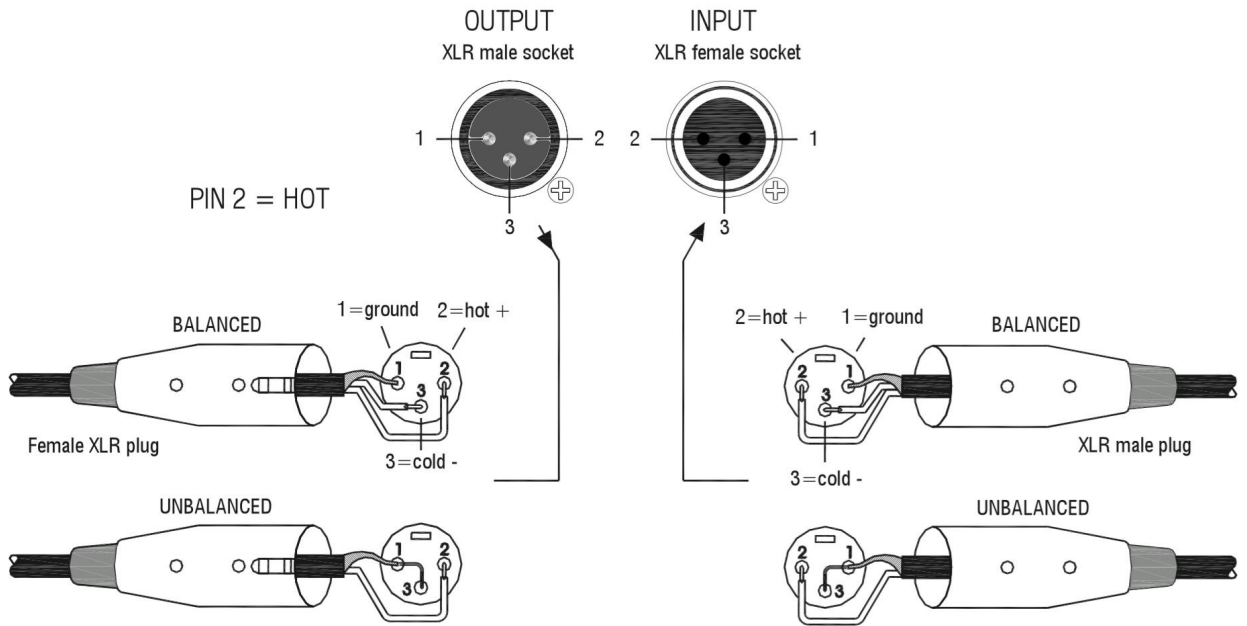 OUTPUT
XLR male socket
INPUT
XLR female socket
1
2
2
1
PIN 2 = HOT
3
3
1=ground
2=hot +
BALANCED
1
2
3
Female XLR plug
3=cold -
2=hot +
1=ground
BALANCED
2
1
3
XLR male plug
3=cold -
UNBALANCED
1
2
3
UNBALANCED
2
1
3